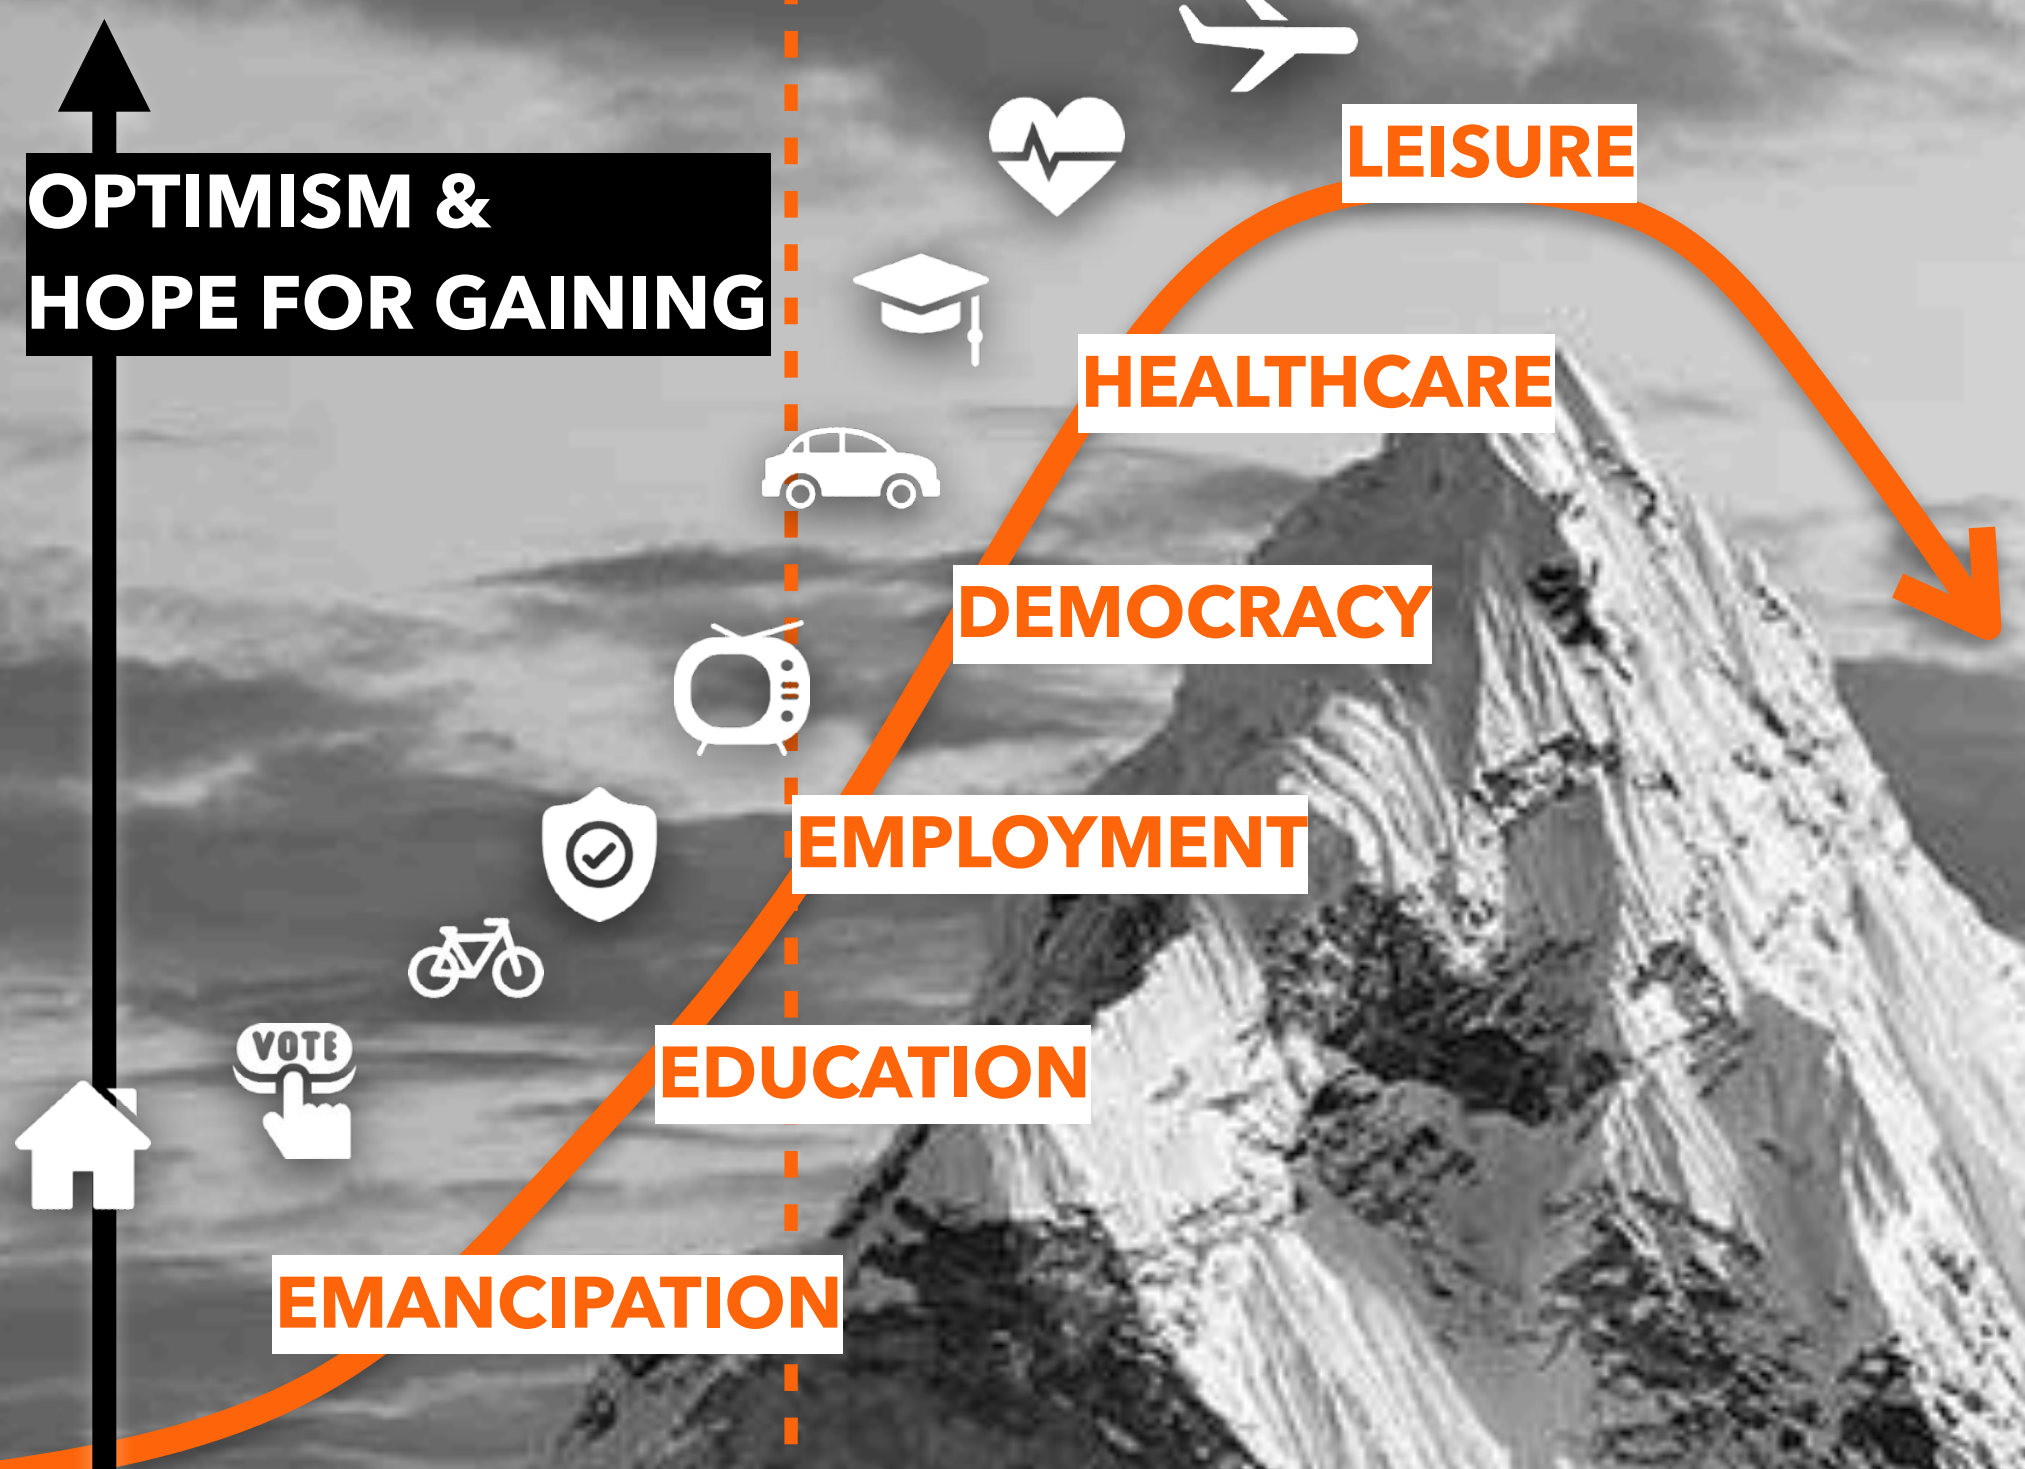 OPTIMISM &
HOPE FOR GAINING
LEISURE
HEALTHCARE
DEMOCRACY
EMPLOYMENT
EDUCATION
VOTE
EMANCIPATION